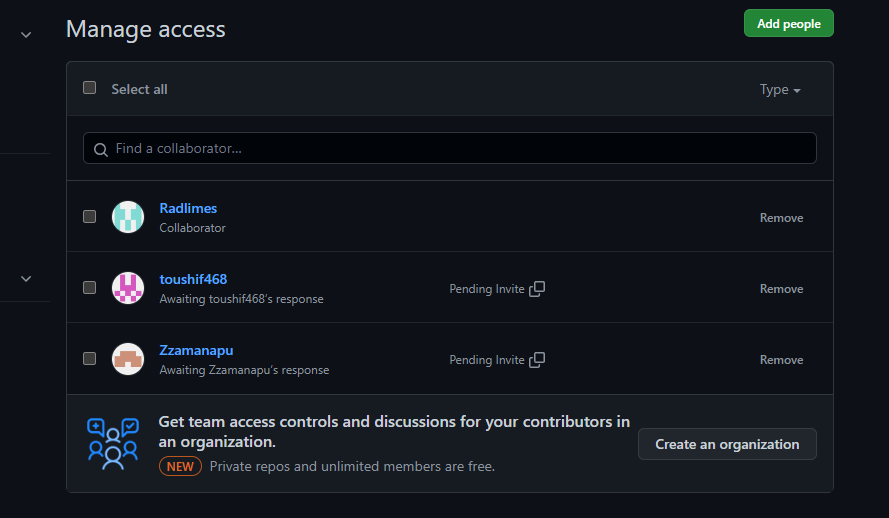 Manage access
Add people
Select all
Type
Find a collaborator...
Radlimes
Collaborator
Remove
toushif468
Awaiting toushif468's response
Pending Invite
Remove
Zzamanapu
Awaiting Zzamanapu's response
Pending Invite
Remove
Get team access controls and discussions for your contributors in
an organization.
NEW Private repos and unlimited members are free.
Create an organization